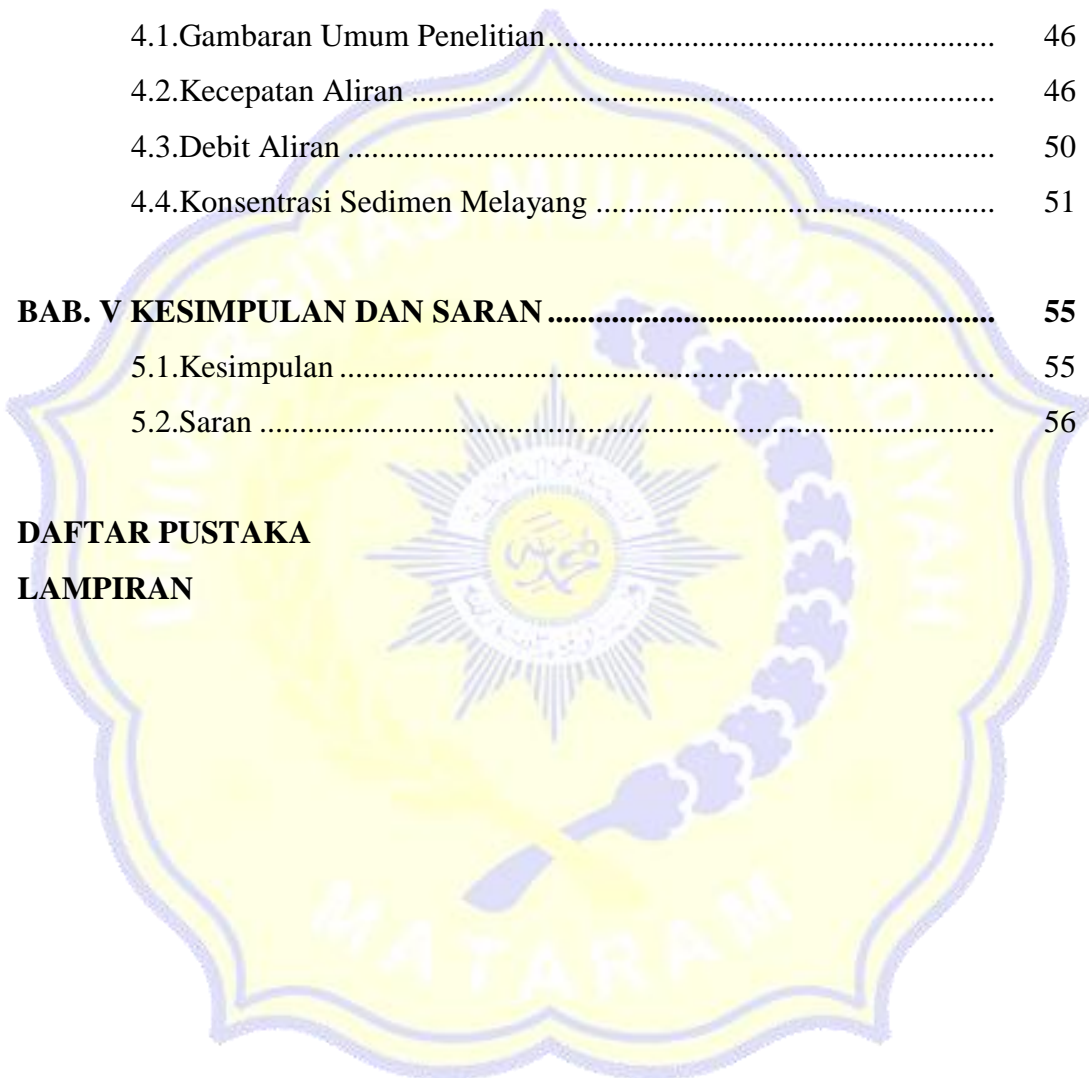 4.1.Gambaran Umum Penelitian....................................................... 46
4.2.Kecepatan Aliran ........................................................................ 46
4.3.Debit Aliran ................................................................................ 50
4.4.Konsentrasi Sedimen Melayang ................................................. 51
BAB. V KESIMPULAN DAN SARAN ....................................................... 55
5.1.Kesimpulan ................................................................................. 55
5.2.Saran ........................................................................................... 56
DAFTAR PUSTAKA
LAMPIRAN
UNIVERSITAS MUHAMMADIYAH
MATARAM